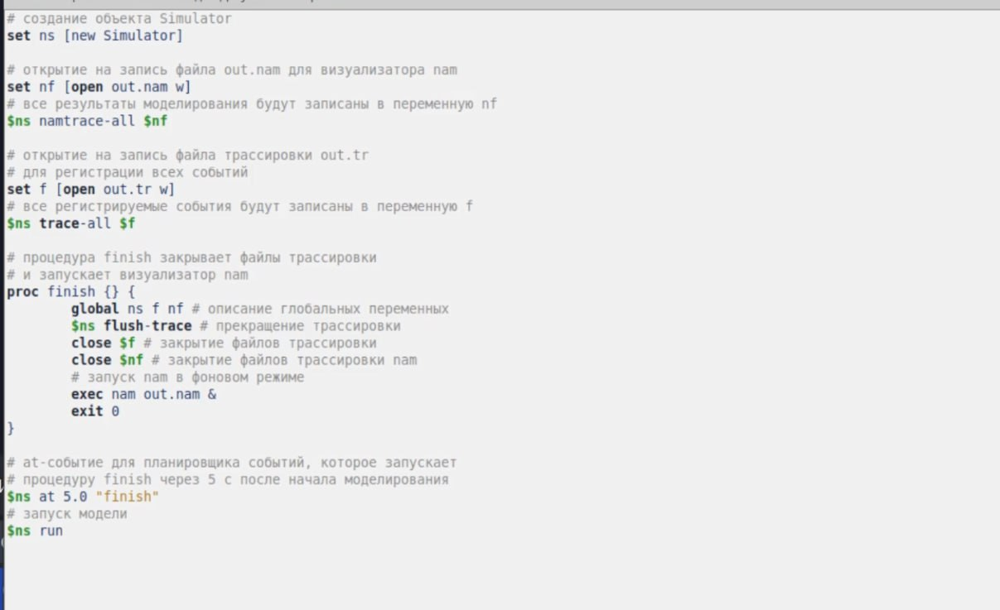 # создание объекта Simulator
set ns [new Simulator]
# открытие на запись файла out.nam для визуализатора nam
set nf [open out.nam w]
# все результаты моделирования будут записаны в переменную nf
$ns namtrace-all $nf
# открытие на запись файла трассировки out.tr
# для регистрации всех событий
set f [open out.tr w]
# все регистрируемые события будут записаны в переменную f
$ns trace-all $f
# процедура finish закрывает файлы трассировки
# и запускает визуализатор nam
proc finish {} {
global ns f nf # описание глобальных переменных
$ns flush-trace # прекращение трассировки
close $f # закрытие файлов трассировки
close $nf # закрытие файлов трассировки nam
# запуск nam в фоновом режиме
exec nam out.nam &
exit 0
}
# at-событие для планировщика событий, которое запускает
# процедуру finish через 5 с после начала моделирования
$ns at 5.0 "finish"
# запуск модели
$ns run